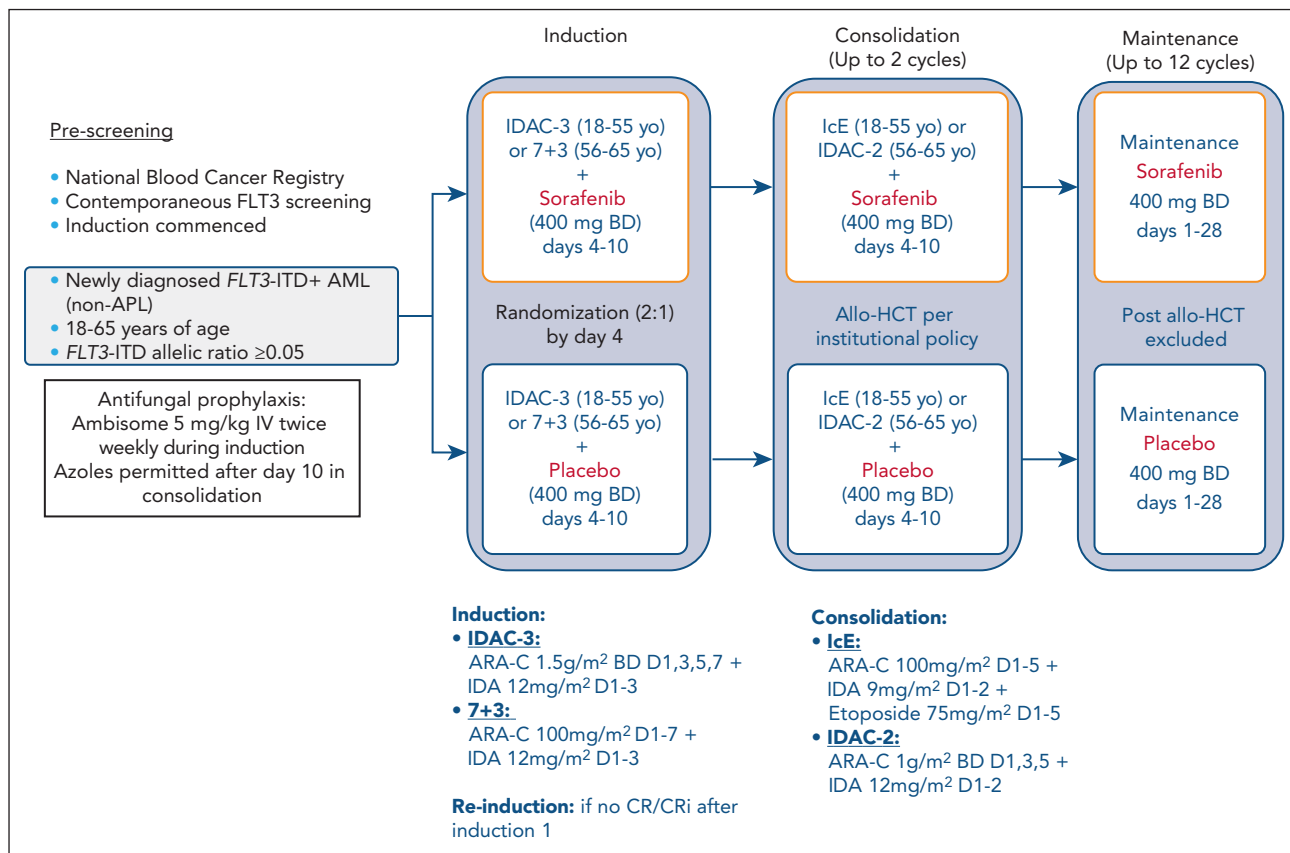 Induction
Consolidation
(Up to 2 cycles)
Maintenance
(Up to 12 cycles)
Pre-screening
• National Blood Cancer Registry
• Contemporaneous FLT3 screening
• Induction commenced
• Newly diagnosed FLT3-ITD+ AML
(non-APL)
• 18-65 years of age
• FLT3-ITD allelic ratio ≥0.05
Antifungal prophylaxis:
Ambisome 5 mg/kg IV twice
weekly during induction
Azoles permitted after day 10 in
consolidation
IDAC-3 (18-55 yo)
or 7+3 (56-65 yo)
+
Sorafenib
(400 mg BD)
days 4-10
Randomization (2:1)
by day 4
IDAC-3 (18-55 yo)
or 7+3 (56-65 yo)
+
Placebo
(400 mg BD)
days 4-10
IcE (18-55 yo) or
IDAC-2 (56-65 yo)
+
Sorafenib
(400 mg BD)
days 4-10
Allo-HCT per
institutional policy
IcE (18-55 yo) or
IDAC-2 (56-65 yo)
+
Placebo
(400 mg BD)
days 4-10
Maintenance
Sorafenib
400 mg BD
days 1-28
Post allo-HCT
excluded
Maintenance
Placebo
400 mg BD
days 1-28
Induction:
• IDAC-3:
ARA-C 1.5g/m² BD D1,3,5,7 +
IDA 12mg/m² D1-3
• 7+3:
ARA-C 100mg/m² D1-7 +
IDA 12mg/m² D1-3
Re-induction: if no CR/CRi after
induction 1
Consolidation:
• IcE:
ARA-C 100mg/m² D1-5 +
IDA 9mg/m² D1-2 +
Etoposide 75mg/m² D1-5
• IDAC-2:
ARA-C 1g/m² BD D1,3,5 +
IDA 12mg/m² D1-2